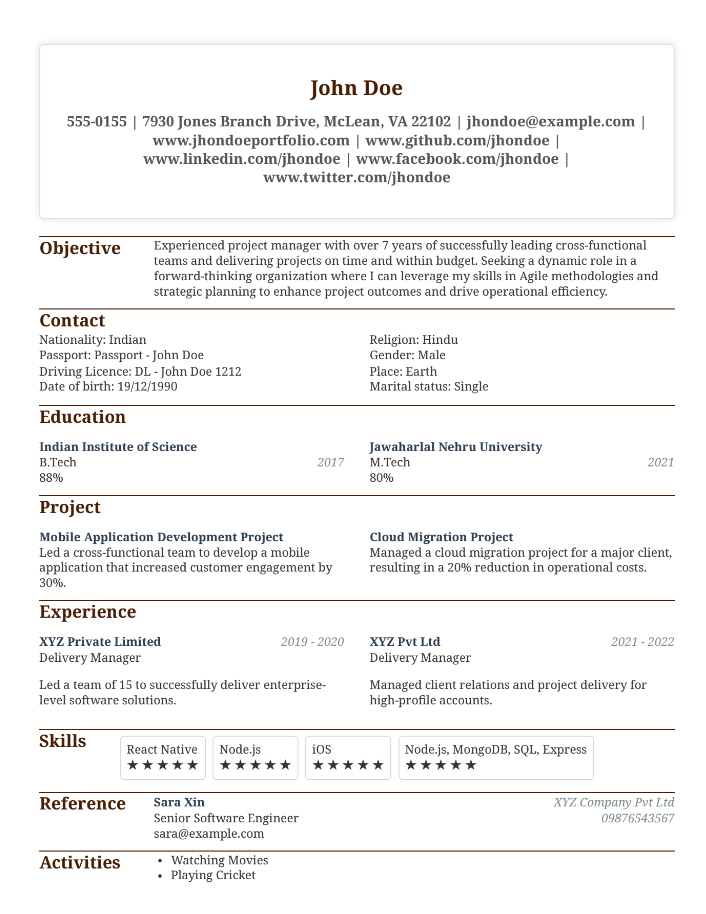 John Doe
555-0155 | 7930 Jones Branch Drive, McLean, VA 22102 | jhondoe@example.com |
www.jhondoeportfolio.com | www.github.com/jhondoe |
www.linkedin.com/jhondoe | www.facebook.com/jhondoe |
www.twitter.com/jhondoe
Objective
Experienced project manager with over 7 years of successfully leading cross-functional
teams and delivering projects on time and within budget. Seeking a dynamic role in a
forward-thinking organization where I can leverage my skills in Agile methodologies and
strategic planning to enhance project outcomes and drive operational efficiency.
Contact
Nationality: Indian
Passport: Passport - John Doe
Driving Licence: DL - John Doe 1212
Date of birth: 19/12/1990
Religion: Hindu
Gender: Male
Place: Earth
Marital status: Single
Education
Indian Institute of Science
B.Tech 2017
88%
Jawaharlal Nehru University
M.Tech 2021
80%
Project
Mobile Application Development Project
Led a cross-functional team to develop a mobile
application that increased customer engagement by
30%.
Cloud Migration Project
Managed a cloud migration project for a major client,
resulting in a 20% reduction in operational costs.
Experience
XYZ Private Limited 2019 - 2020
Delivery Manager
Led a team of 15 to successfully deliver enterprise-
level software solutions.
XYZ Pvt Ltd 2021 - 2022
Delivery Manager
Managed client relations and project delivery for
high-profile accounts.
Skills
React Native
★★★★★
Node.js
★★★★★
iOS
★★★★★
Node.js, MongoDB, SQL, Express
★★★★★
Reference
Sara Xin XYZ Company Pvt Ltd
Senior Software Engineer 09876543567
sara@example.com
Activities
• Watching Movies
• Playing Cricket